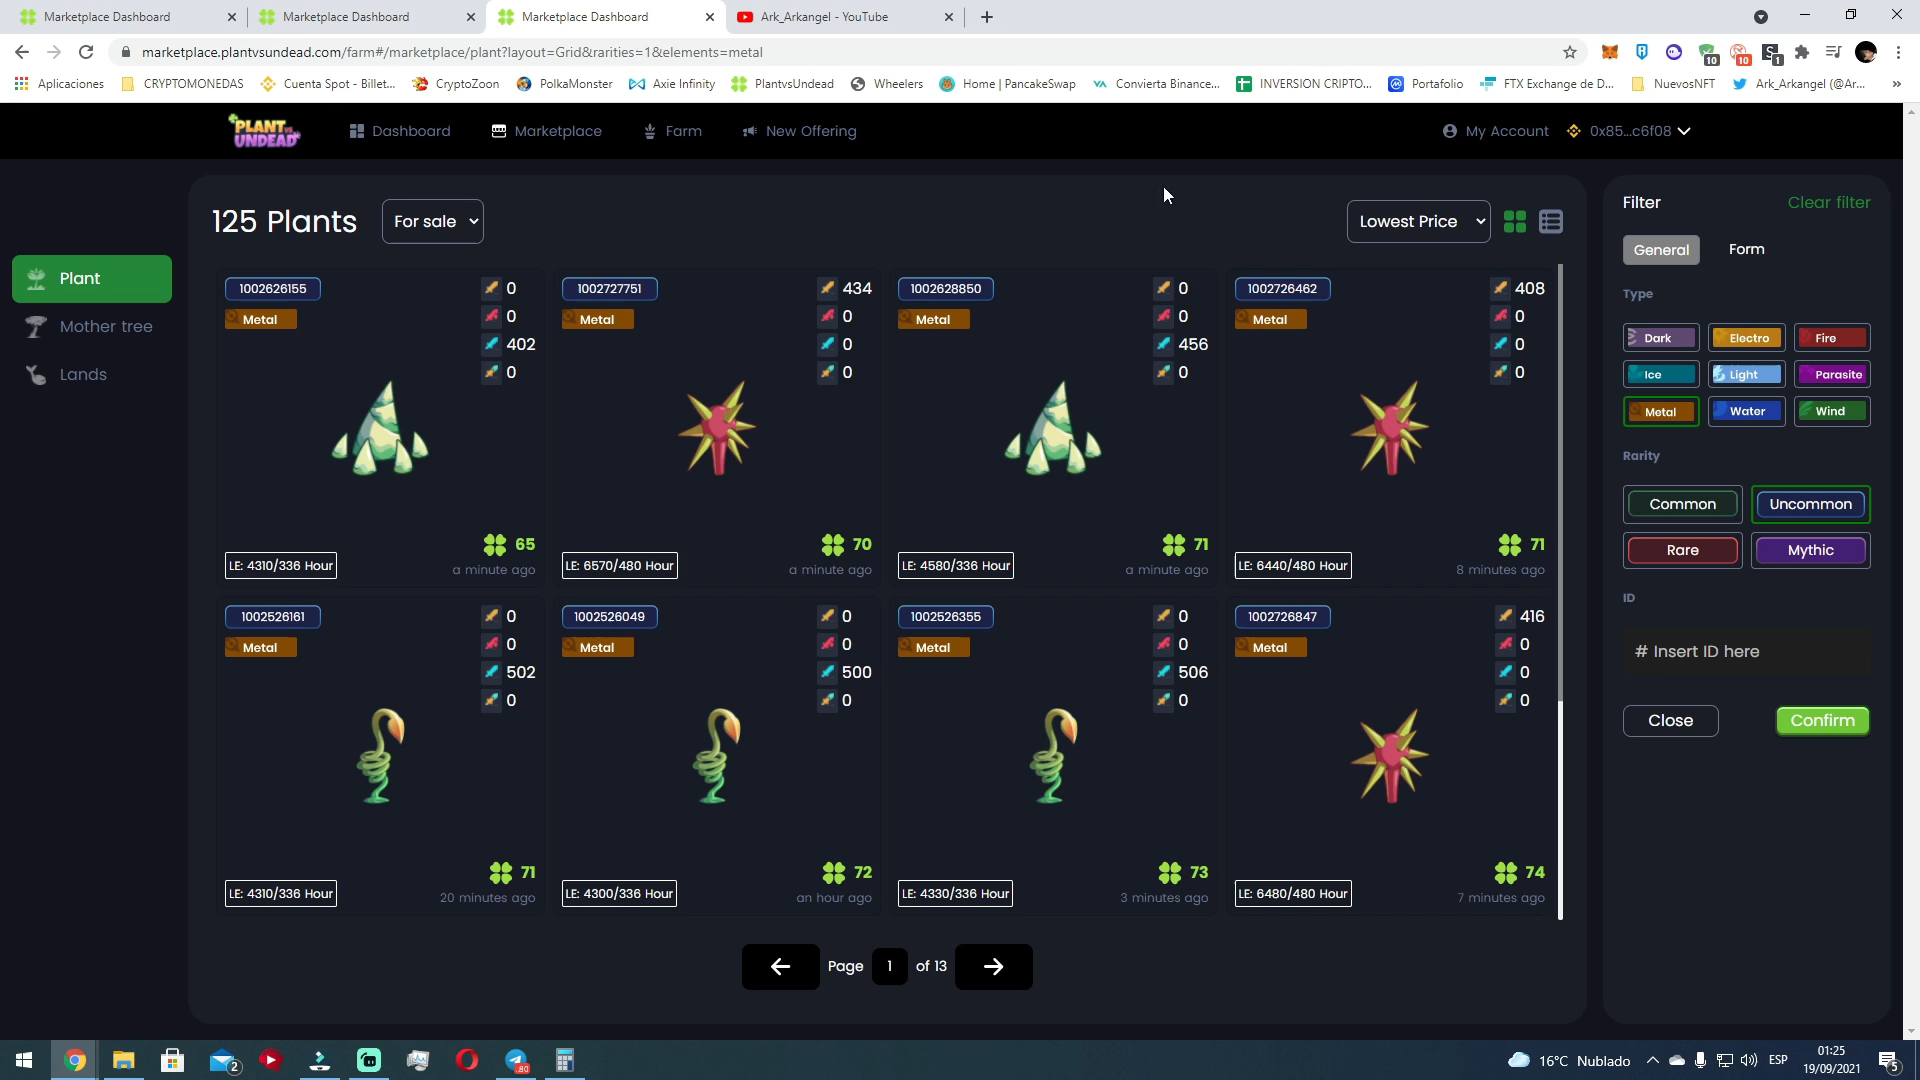 Marketplace Dashboard
Marketplace Dashboard
Marketplace Dashboard
Ark_Arkangel - YouTube
marketplace.plantvsundead.com/farm#/marketplace/plant?layout=Grid&rarities=1&elements=metal
10
10
1
Aplicaciones
CRYPTOMONEDAS
Cuenta Spot - Billet...
CryptoZoon
PolkaMonster
Axie Infinity
PlantvsUndead
Wheelers
Home | PancakeSwap
Convierta Binance...
INVERSION CRIPTO...
Portafolio
FTX Exchange de D...
NuevosNFT
Ark_Arkangel (@Ar...
»
PLANT VS UNDEAD
Dashboard
Marketplace
Farm
New Offering
My Account
0x85...c6f08
Plant
Mother tree
Lands
125 Plants
For sale
Lowest Price
1002626155
Metal
0
0
402
0
65
LE: 4310/336 Hour
a minute ago
1002727751
Metal
434
0
0
0
70
LE: 6570/480 Hour
a minute ago
1002628850
Metal
0
0
456
0
71
LE: 4580/336 Hour
a minute ago
1002726462
Metal
408
0
0
0
71
LE: 6440/480 Hour
8 minutes ago
1002526161
Metal
0
0
502
0
71
LE: 4310/336 Hour
20 minutes ago
1002526049
Metal
0
0
500
0
72
LE: 4300/336 Hour
an hour ago
1002526355
Metal
0
0
506
0
73
LE: 4330/336 Hour
3 minutes ago
1002726847
Metal
416
0
0
0
74
LE: 6480/480 Hour
7 minutes ago
Page 1 of 13
Filter
Clear filter
General
Form
Type
Dark
Electro
Fire
Ice
Light
Parasite
Metal
Water
Wind
Rarity
Common
Uncommon
Rare
Mythic
ID
# Insert ID here
Close
Confirm
2
80
16°C Nublado
ESP
01:25
19/09/2021
5